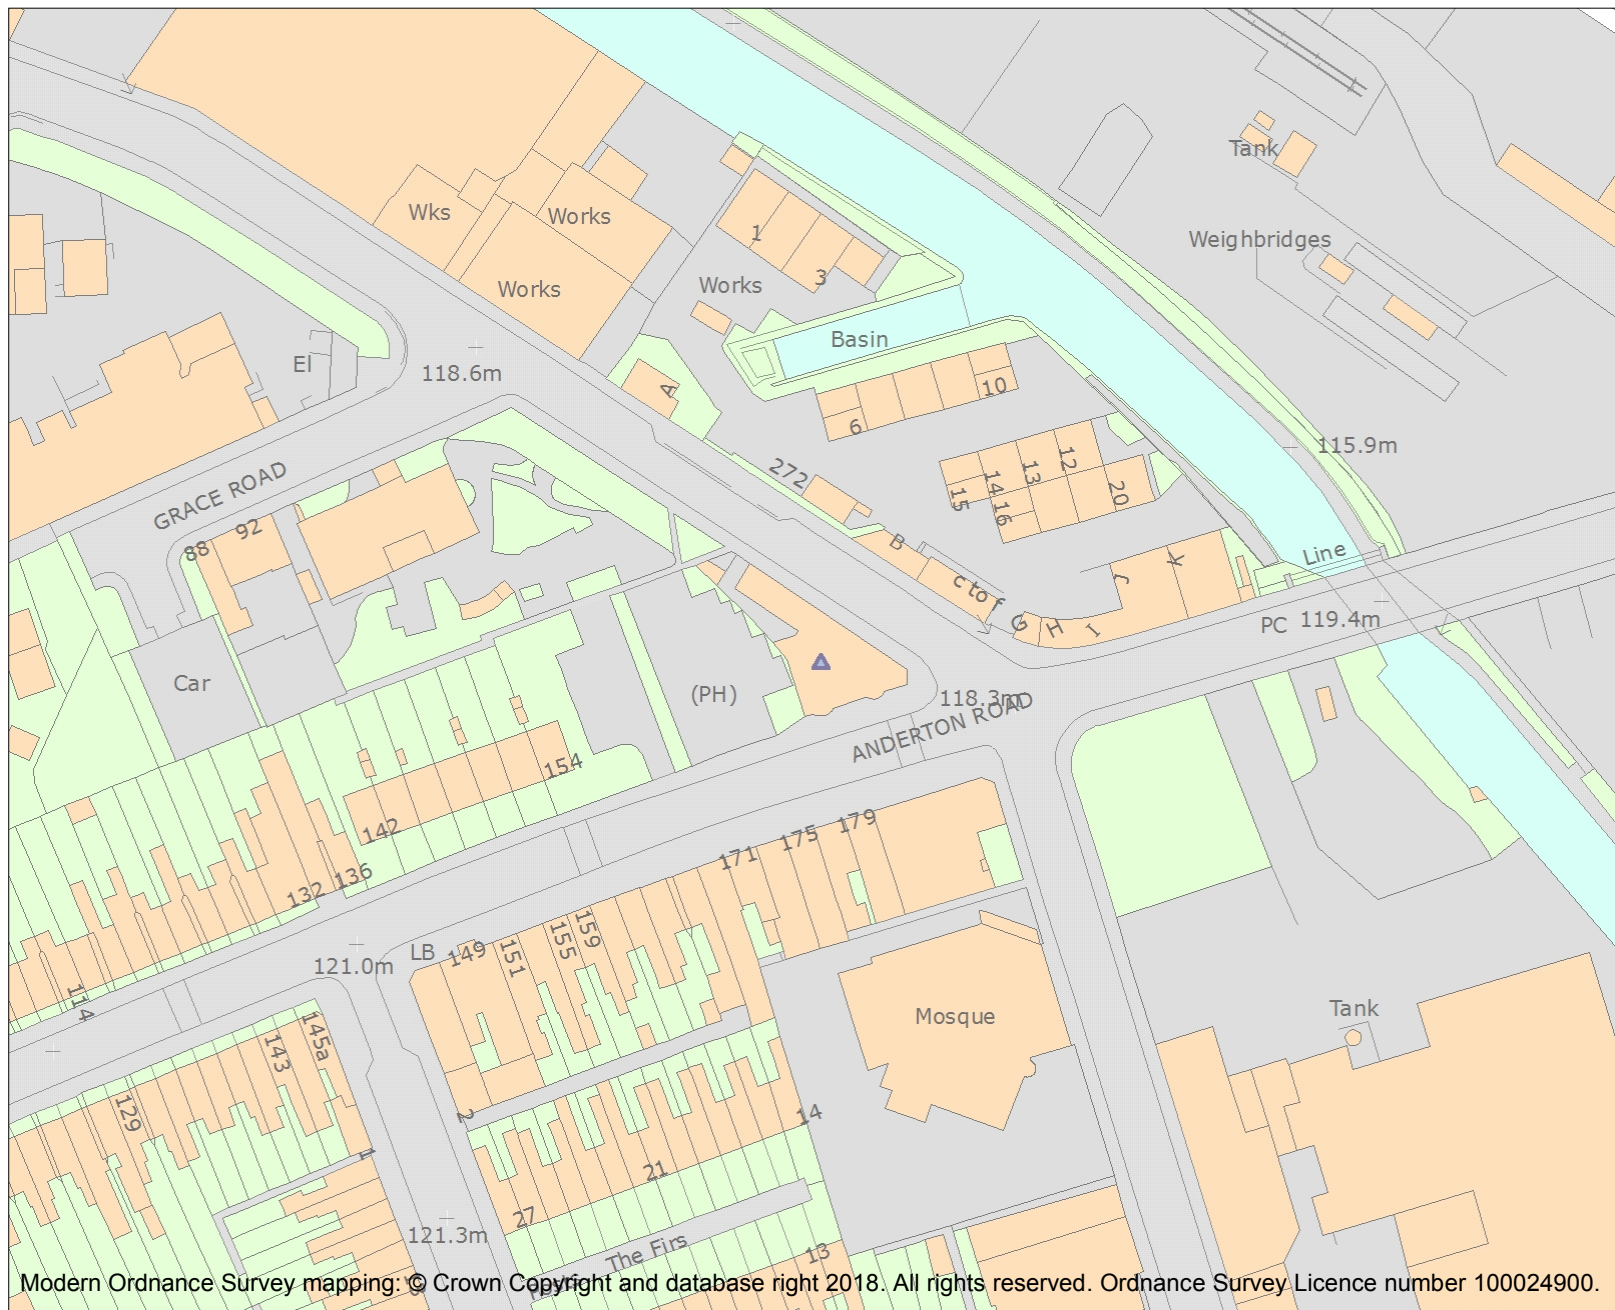 Tank
Wks
Works
Weighbridges
1
3
Works
Works
Basin
El
118.6m
A
10
6
115.9m
GRACE ROAD
272
12
13
14
15
16
20
88
92
B
c to f
G
H
I
J
K
Line
PC
119.4m
Car
(PH)
118.3m
ANDERTON ROAD
154
142
136
132
179
175
171
159
155
151
149
LB
121.0m
114
Mosque
Tank
145a
143
129
2
14
1
21
27
121.3m
The Firs
13
Modern Ordnance Survey mapping: © Crown Copyright and database right 2018. All rights reserved. Ordnance Survey Licence number 100024900.